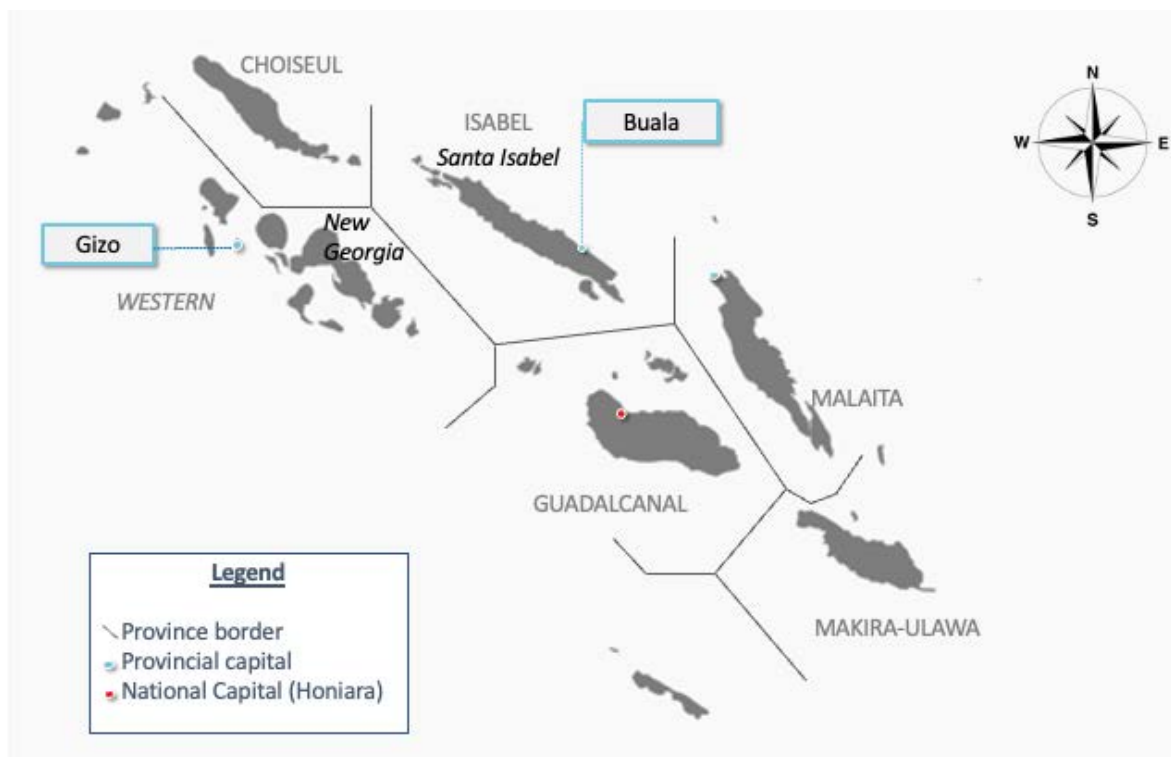 CHOISEUL
ISABEL
Santa Isabel
Buala
N
W
E
S
Gizo
New
Georgia
WESTERN
MALAITA
GUADALCANAL
MAKIRA-ULAWA
Legend
Province border
Provincial capital
National Capital (Honiara)